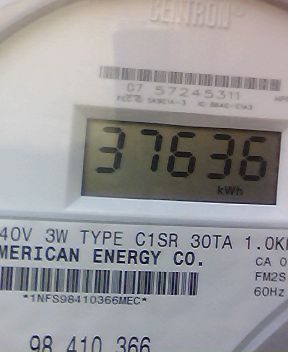 CENTRON
07 57245311
37636
kWh
40V 3W TYPE C1SR 30TA 1.0K
MERICAN ENERGY CO.
CA 0
FM2S
*1NFS98410366MEC*
60Hz
98 410 366